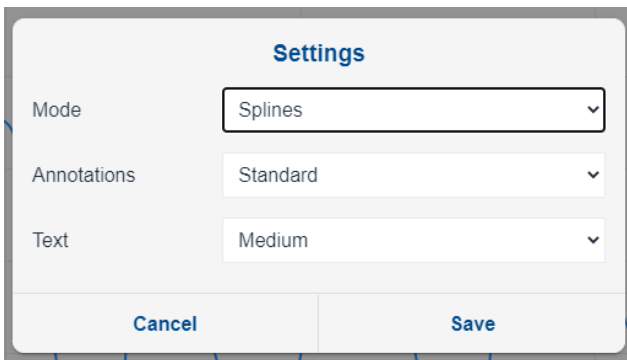 Settings
Mode Splines
Annotations Standard
Text Medium
Cancel Save